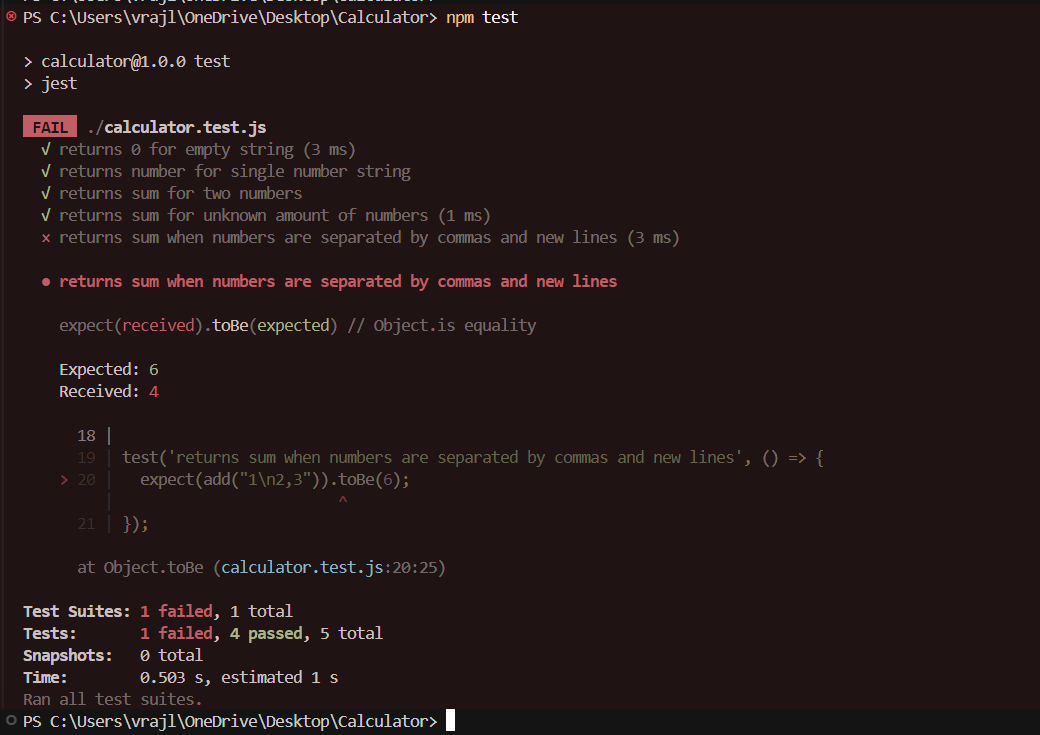 PS C:\Users\vrajl\OneDrive\Desktop\Calculator> npm test
> calculator@1.0.0 test
> jest
FAIL ./calculator.test.js
√ returns 0 for empty string (3 ms)
√ returns number for single number string
√ returns sum for two numbers
√ returns sum for unknown amount of numbers (1 ms)
× returns sum when numbers are separated by commas and new lines (3 ms)
● returns sum when numbers are separated by commas and new lines
expect(received).toBe(expected) // Object.is equality
Expected: 6
Received: 4
18 |
19 | test('returns sum when numbers are separated by commas and new lines', () => {
> 20 |   expect(add("1\n2,3")).toBe(6);
| ^
21 | });
at Object.toBe (calculator.test.js:20:25)
Test Suites: 1 failed, 1 total
Tests: 1 failed, 4 passed, 5 total
Snapshots: 0 total
Time: 0.503 s, estimated 1 s
Ran all test suites.
PS C:\Users\vrajl\OneDrive\Desktop\Calculator>